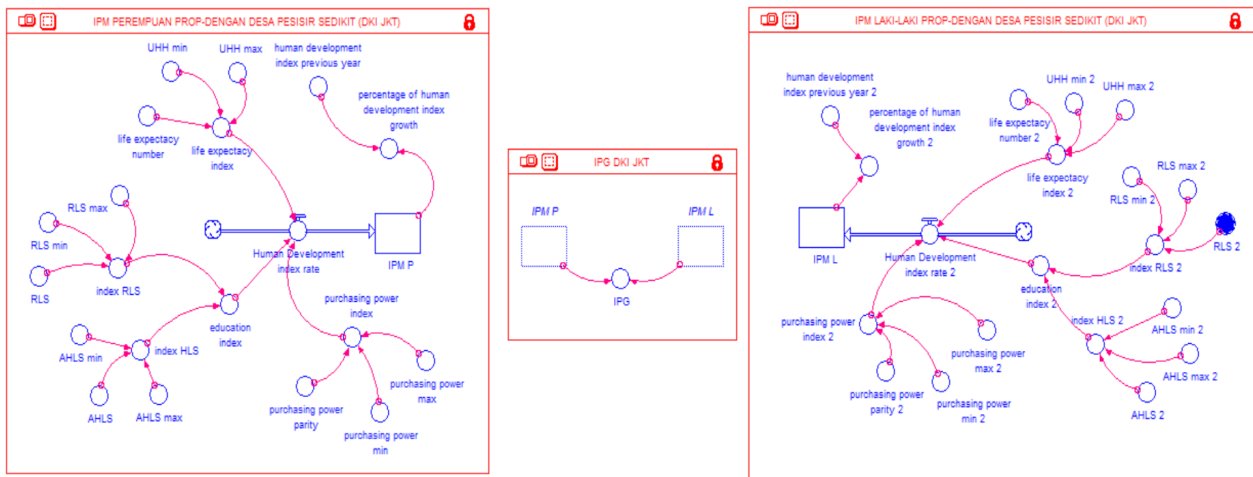 IPM PEREMPUAN PROP-DENGAN DESA PESISIR SEDIKIT (DKI JKT)
UHH min
UHH max
human development
index previous year
percentage of human
development index
growth
life expectacy
number
life expectacy
index
RLS max
RLS min
RLS
index RLS
Human Development
index rate
IPM P
education
index
index HLS
AHLS min
AHLS
AHLS max
purchasing power
index
purchasing power
max
purchasing power
parity
purchasing power
min
IPG DKI JKT
IPM P
IPM L
IPG
IPM LAKI-LAKI PROP-DENGAN DESA PESISIR SEDIKIT (DKI JKT)
human development
index previous year 2
percentage of human
development index
growth 2
UHH min 2
UHH max 2
life expectacy
number 2
life expectacy
index 2
RLS max 2
RLS min 2
RLS 2
index RLS 2
IPM L
Human Development
index rate 2
education
index 2
index HLS 2
AHLS min 2
AHLS max 2
AHLS 2
purchasing power
index 2
purchasing power
max 2
purchasing power
parity 2
purchasing power
min 2